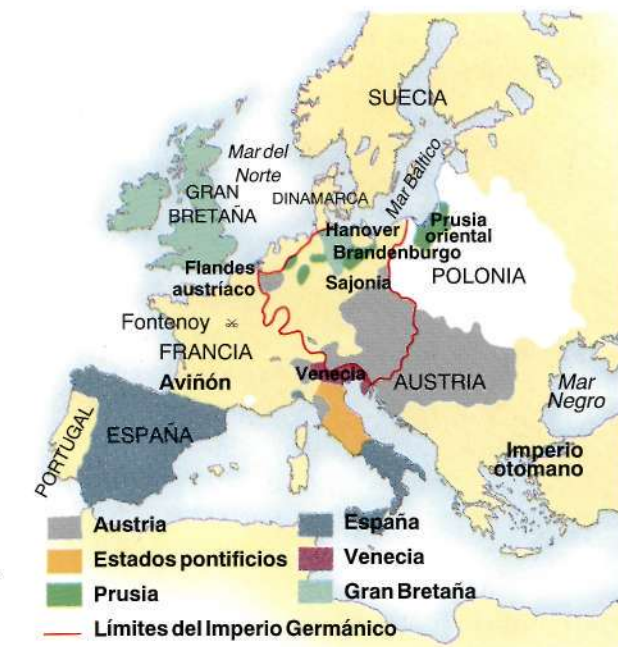 SUECIA
Mar del
Norte
Mar Báltico
GRAN
BRETAÑA
DINAMARCA
Hanover
Prusia
oriental
Brandenburgo
Flandes
austríaco
Sajonia
POLONIA
Fontenoy
FRANCIA
Venecia
AUSTRIA
Aviñón
Mar
Negro
PORTUGAL
ESPAÑA
Imperio
otomano
Austria
España
Estados pontificios
Venecia
Prusia
Gran Bretaña
Límites del Imperio Germánico